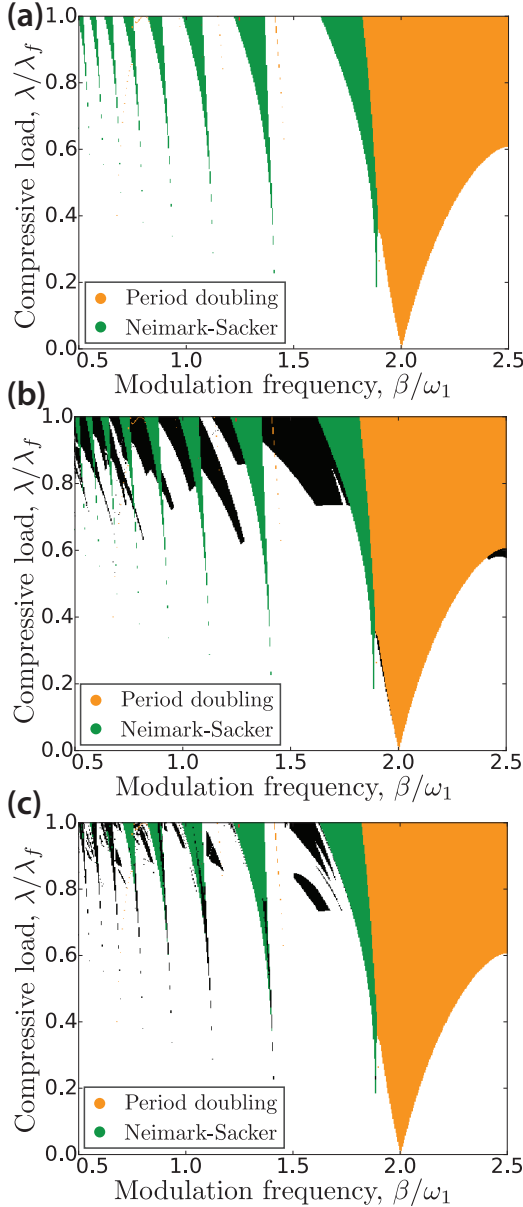 (a)
1.0
0.8
0.6
0.4
0.2
0.0
Compressive load, λ/λ_f
Period doubling
Neimark-Sacker
0.5 1.0 1.5 2.0 2.5
Modulation frequency, β/ω₁
(b)
1.0
0.8
0.6
0.4
0.2
0.0
Compressive load, λ/λ_f
Period doubling
Neimark-Sacker
0.5 1.0 1.5 2.0 2.5
Modulation frequency, β/ω₁
(c)
1.0
0.8
0.6
0.4
0.2
0.0
Compressive load, λ/λ_f
Period doubling
Neimark-Sacker
0.5 1.0 1.5 2.0 2.5
Modulation frequency, β/ω₁